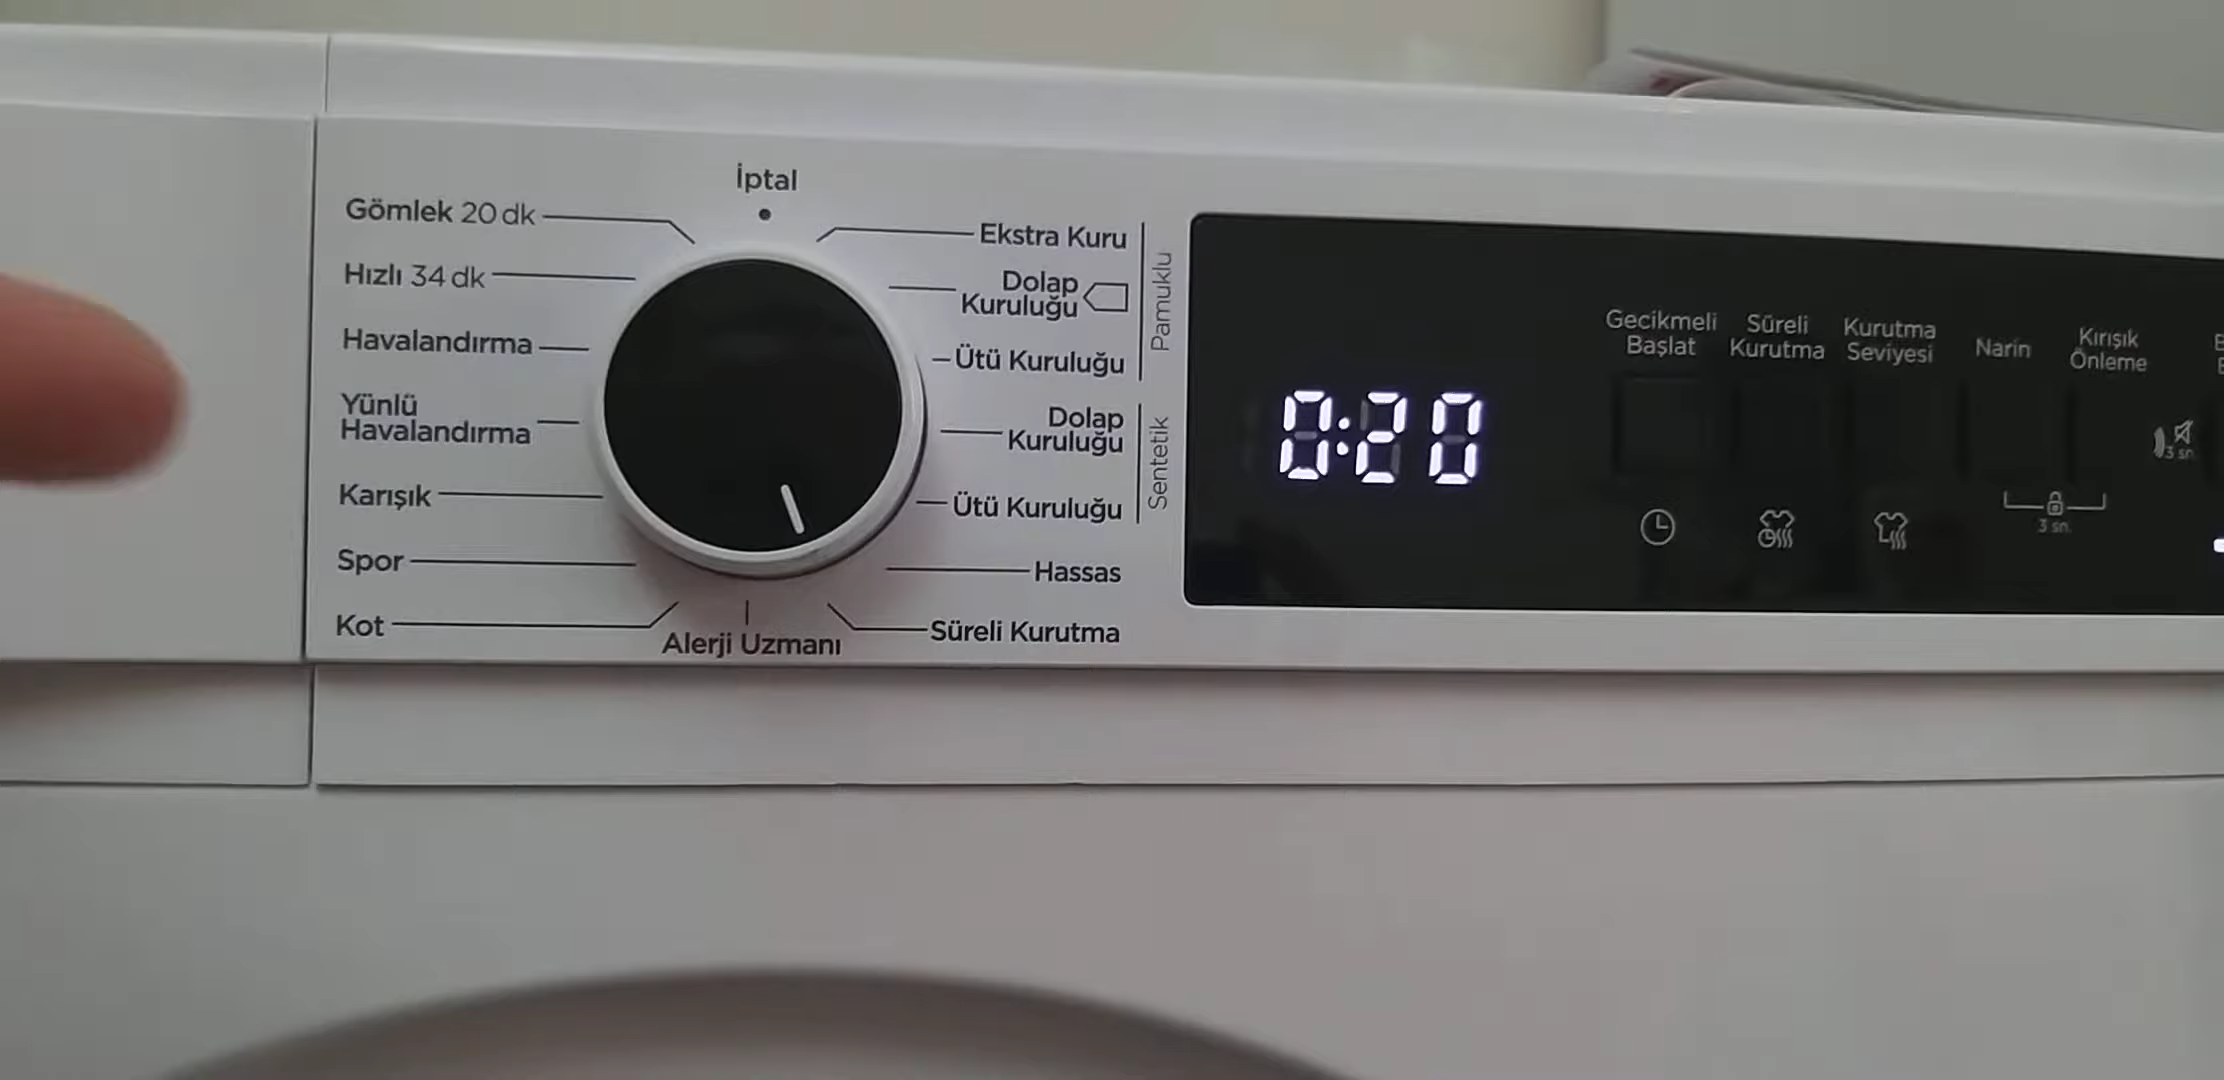 İptal
Gömlek 20 dk
Hızlı 34 dk
Havalandırma
Yünlü
Havalandırma
Karışık
Spor
Kot
Alerji Uzmanı
Ekstra Kuru
Dolap
Kuruluğu
Ütü Kuruluğu
Pamuklu
Dolap
Kuruluğu
Ütü Kuruluğu
Sentetik
Hassas
Süreli Kurutma
0:20
Gecikmeli
Başlat
Süreli
Kurutma
Kurutma
Seviyesi
Narin
Kırışık
Önleme
3 sn.
3 sn.